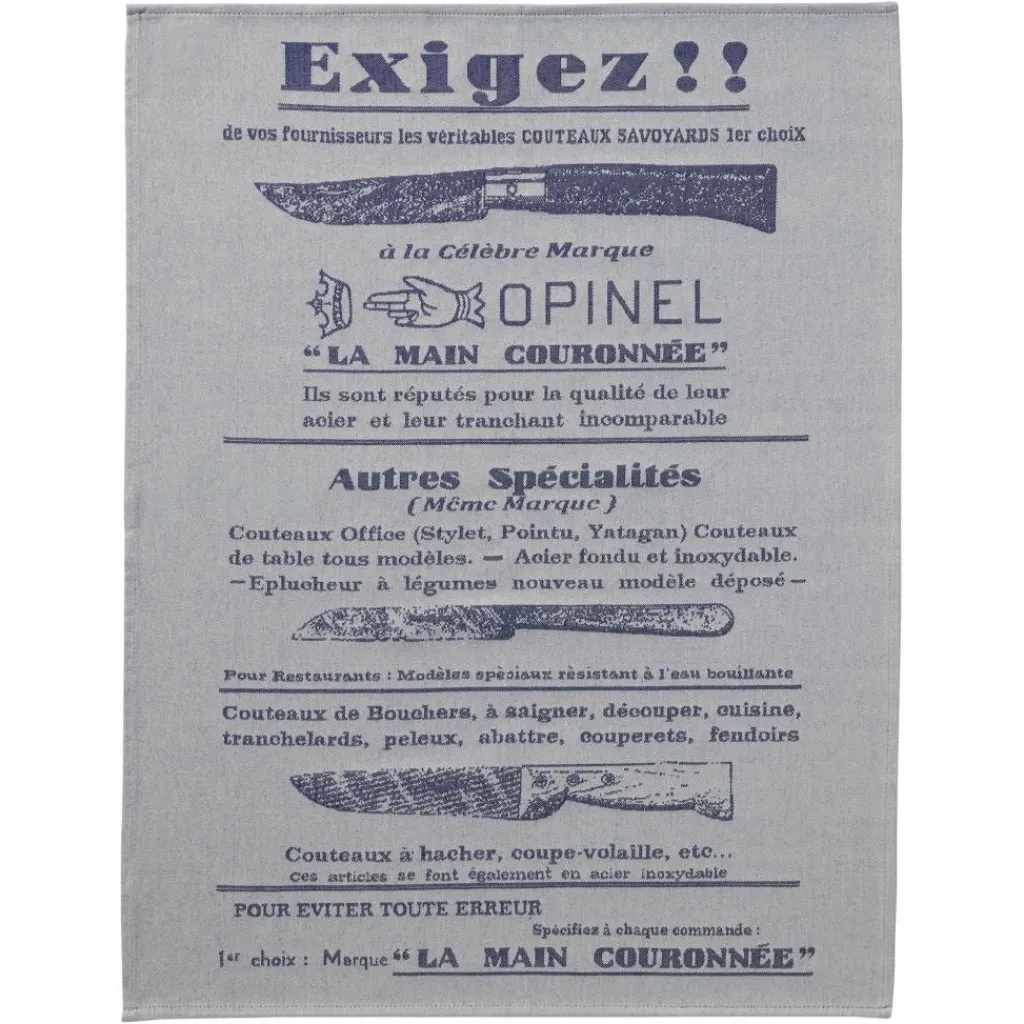 Exigez!!
de vos fournisseurs les véritables COUTEAUX SAVOYARDS 1er choix
à la Célèbre Marque
OPINEL
“LA MAIN COURONNÉE”
Ils sont réputés pour la qualité de leur
acier et leur tranchant incomparable
Autres Spécialités
(Même Marque)
Couteaux Office (Stylet, Pointu, Yatagan) Couteaux
de table tous modèles. — Acier fondu et inoxydable.
—Eplucheur à légumes nouveau modèle déposé—
Pour Restaurants : Modèles spèciaux rèsistant à l'eau bouillante
Couteaux de Bouchers, à saigner, découper, cuisine,
tranchelards, peleux, abattre, couperets, fendoirs
Couteaux à hacher, coupe-volaille, etc...
Ces articles se font également en acier inoxydable
POUR EVITER TOUTE ERREUR
Spécifiez à chaque commande :
1er choix : Marque “LA MAIN COURONNÉE”